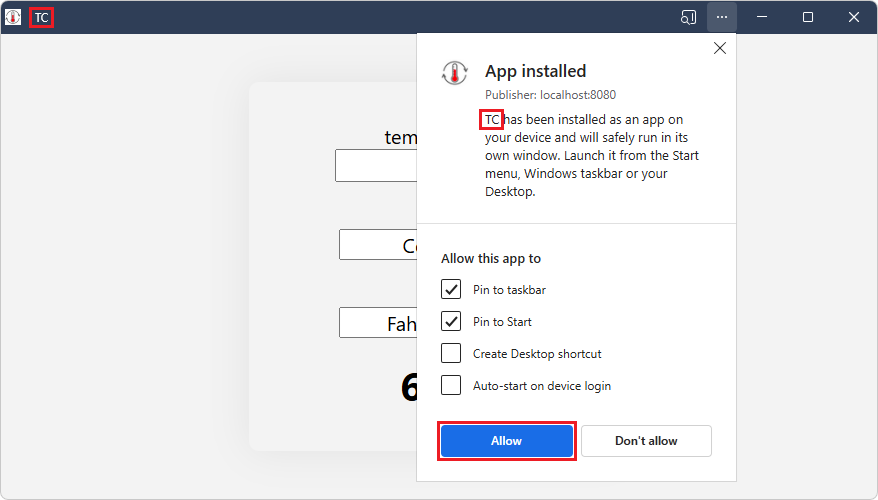 TC
App installed
Publisher: localhost:8080
TC has been installed as an app on
your device and will safely run in its
own window. Launch it from the Start
menu, Windows taskbar or your
Desktop.
Allow this app to
Pin to taskbar
Pin to Start
Create Desktop shortcut
Auto-start on device login
Allow
Don't allow
tem
Fah
6